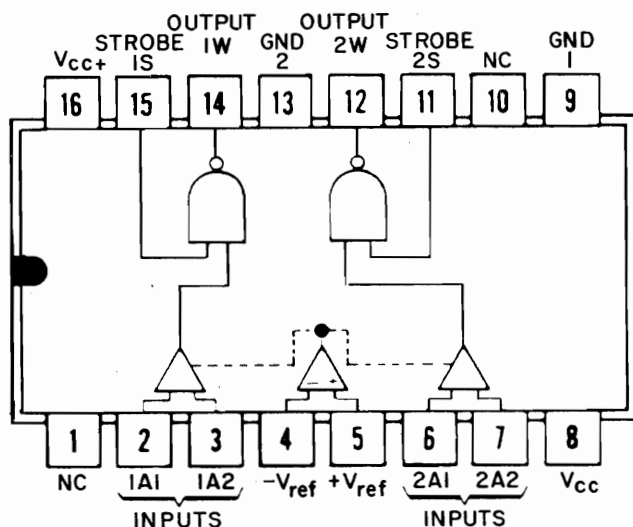 OUTPUT OUTPUT
STROBE 1W GND 2W STROBE NC GND
Vcc+ 1S 2 2S 1
16 15 14 13 12 11 10 9
- +
1 2 3 4 5 6 7 8
NC 1A1 1A2 -Vref +Vref 2A1 2A2 Vcc
INPUTS INPUTS